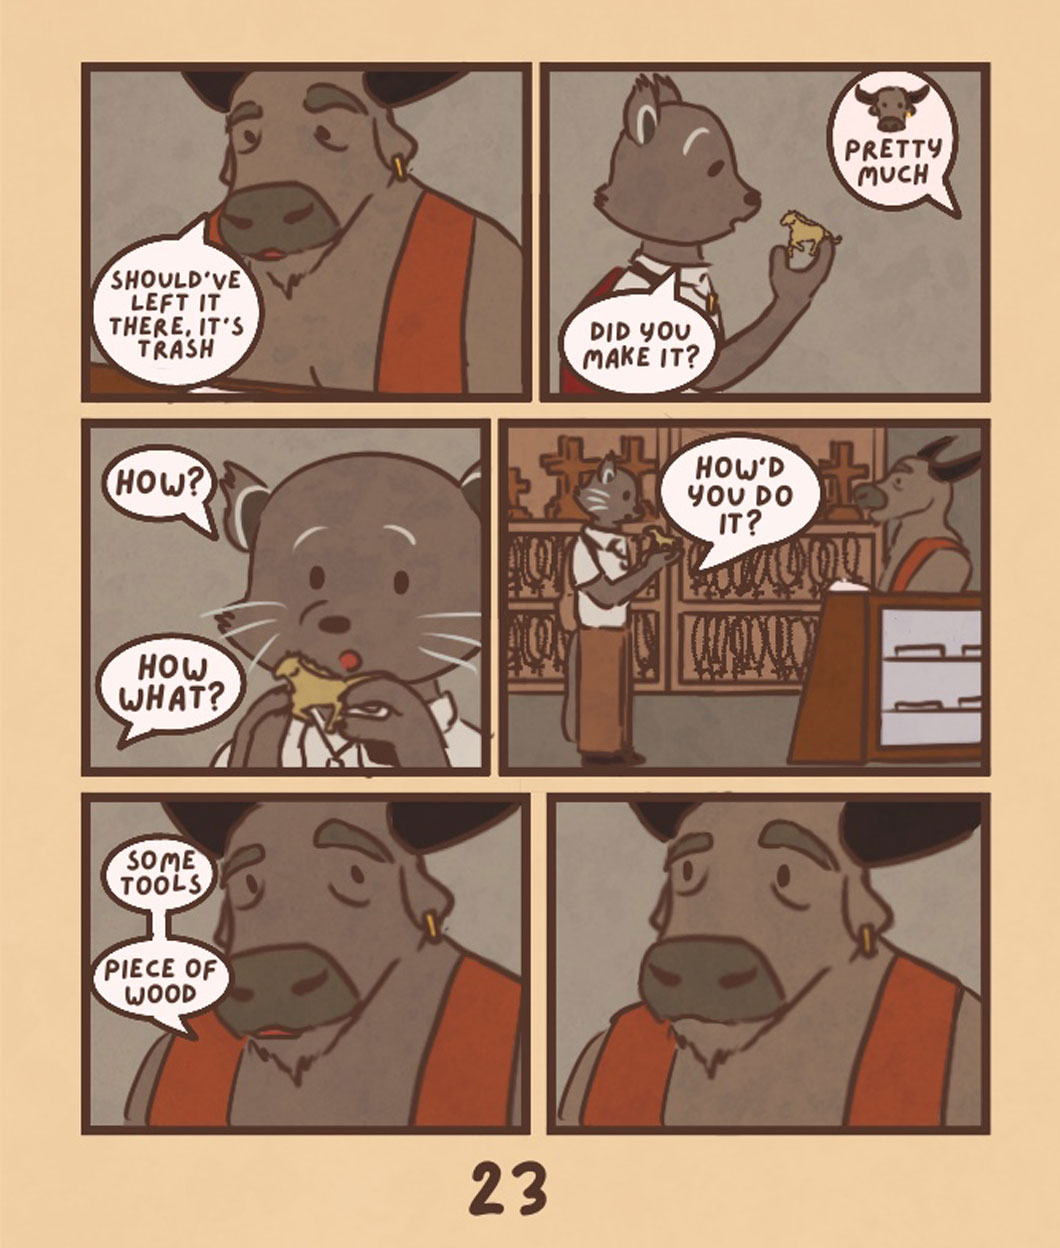 SHOULD'VE
LEFT IT
THERE, IT'S
TRASH
PRETTY
MUCH
DID YOU
MAKE IT?
HOW?
HOW
WHAT?
HOW'D
YOU DO
IT?
SOME
TOOLS
PIECE OF
WOOD
23